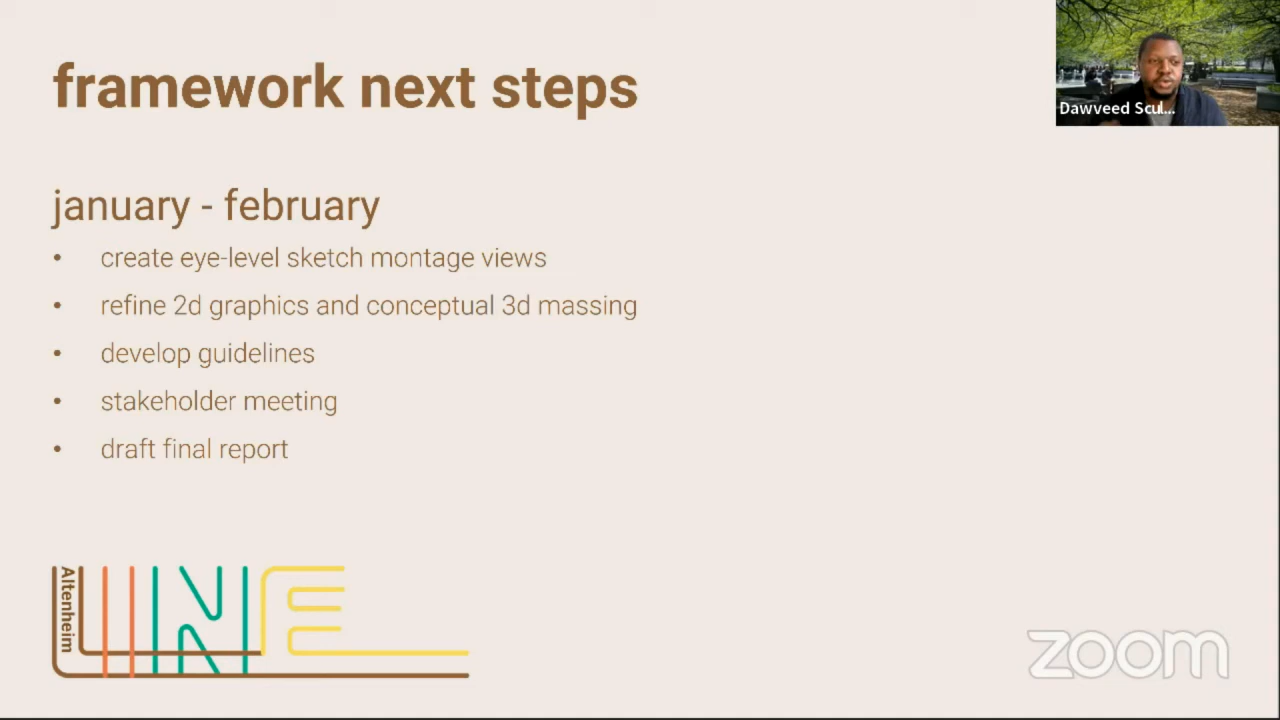 framework next steps
Dawveed Scul...
january - february
• create eye-level sketch montage views
• refine 2d graphics and conceptual 3d massing
• develop guidelines
• stakeholder meeting
• draft final report
Altenheim
LINE
zoom